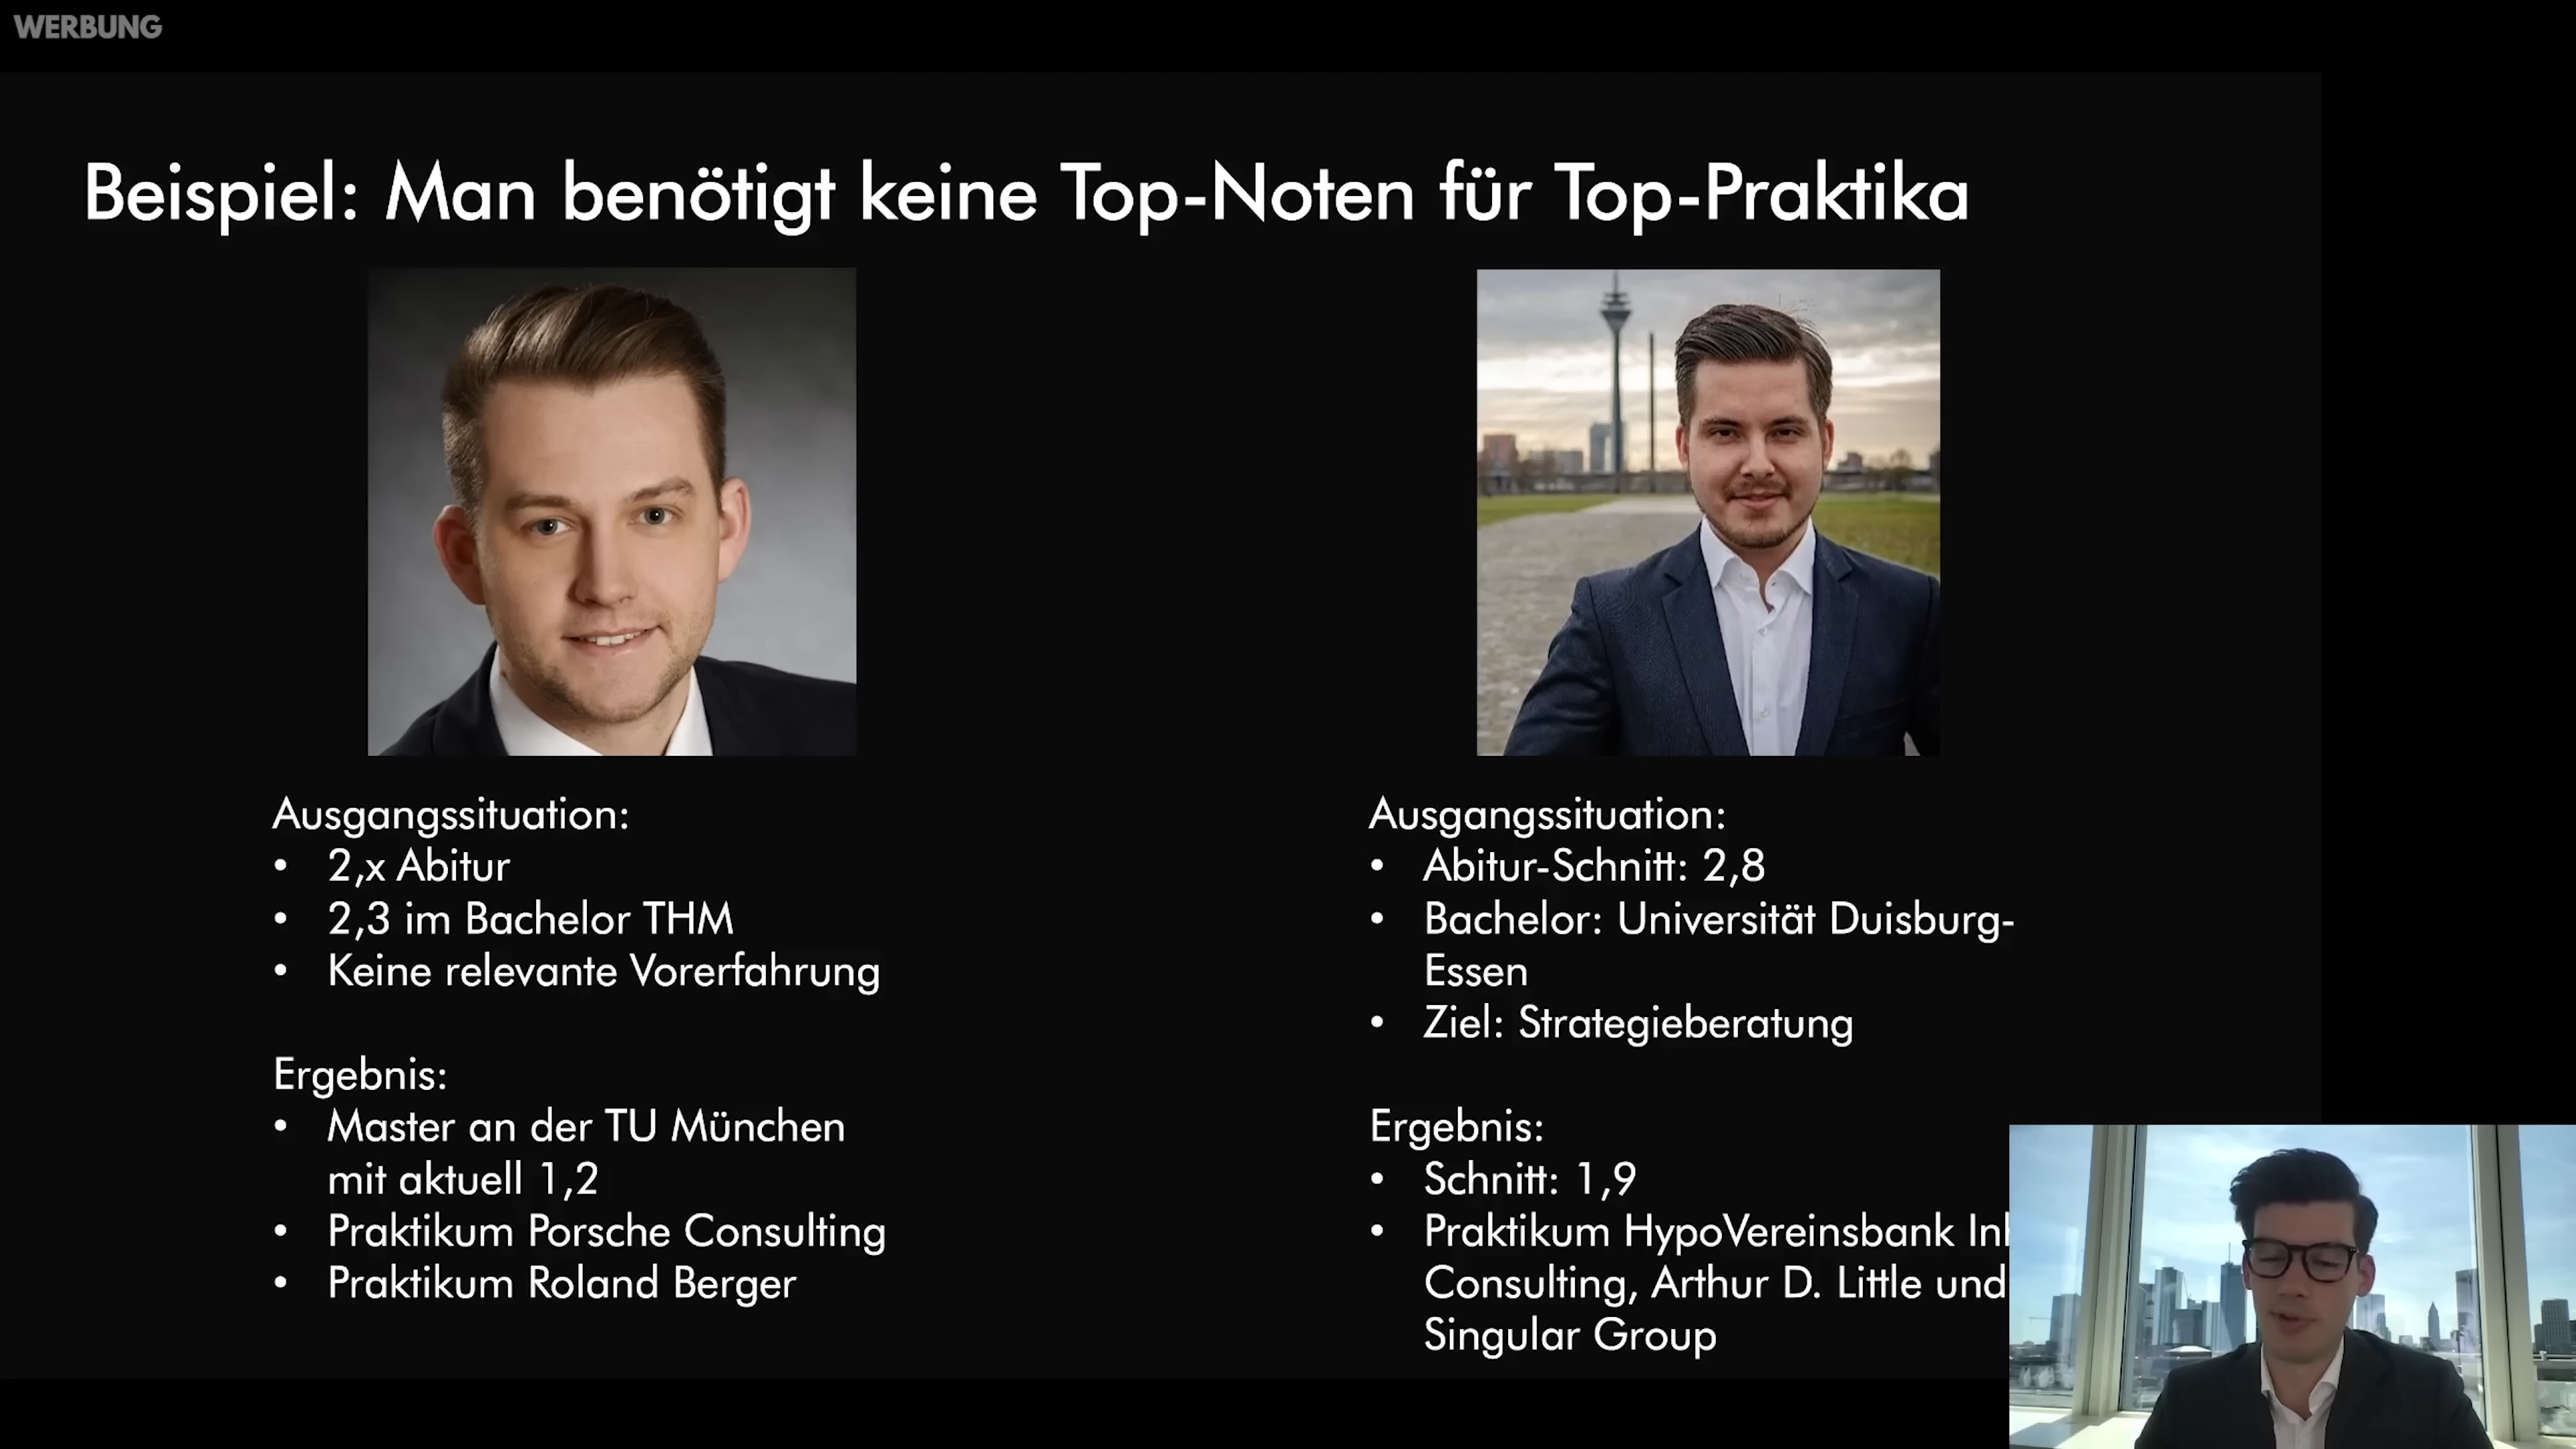 WERBUNG
Beispiel: Man benötigt keine Top-Noten für Top-Praktika
Ausgangssituation:
• 2,x Abitur
• 2,3 im Bachelor THM
• Keine relevante Vorerfahrung
Ergebnis:
• Master an der TU München
mit aktuell 1,2
• Praktikum Porsche Consulting
• Praktikum Roland Berger
Ausgangssituation:
• Abitur-Schnitt: 2,8
• Bachelor: Universität Duisburg-
Essen
• Ziel: Strategieberatung
Ergebnis:
• Schnitt: 1,9
• Praktikum HypoVereinsbank
Consulting, Arthur D. Little und
Singular Group